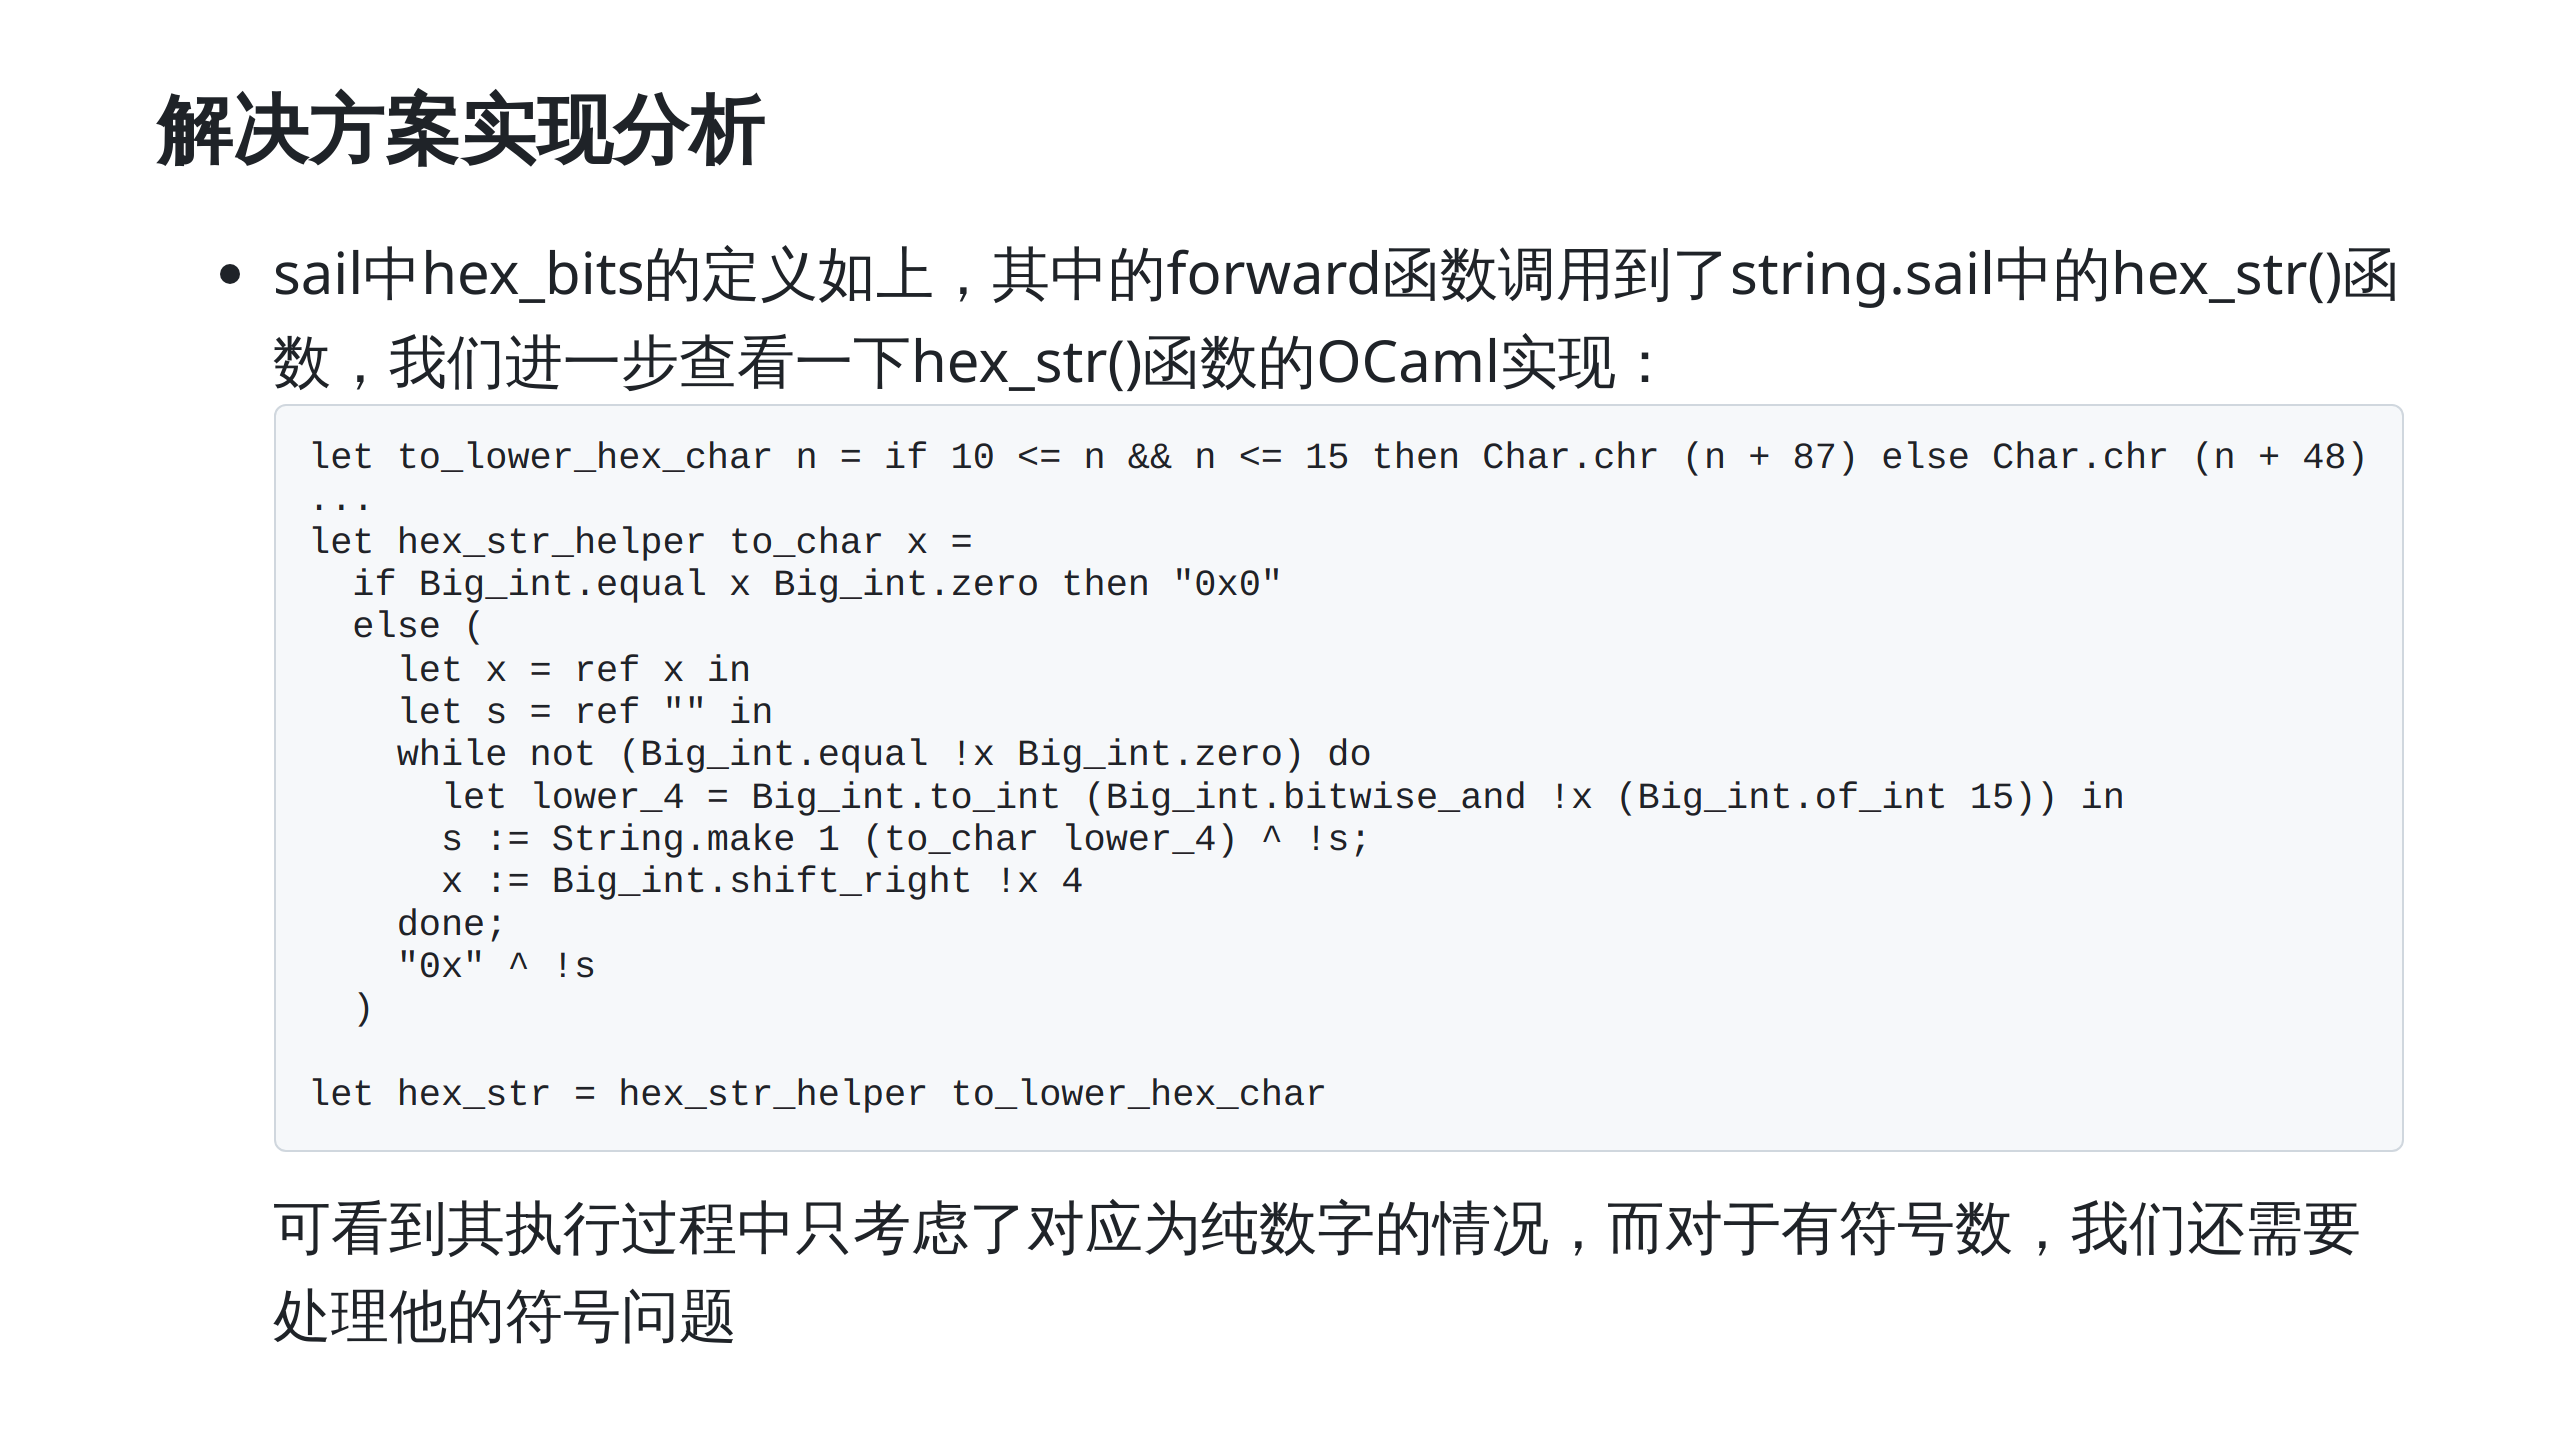 解决方案实现分析
sail中hex_bits的定义如上，其中的forward函数调用到了string.sail中的hex_str()函
数，我们进一步查看一下hex_str()函数的OCaml实现：
let to_lower_hex_char n = if 10 <= n && n <= 15 then Char.chr (n + 87) else Char.chr (n + 48)
...
let hex_str_helper to_char x =
  if Big_int.equal x Big_int.zero then "0x0"
  else (
    let x = ref x in
    let s = ref "" in
    while not (Big_int.equal !x Big_int.zero) do
      let lower_4 = Big_int.to_int (Big_int.bitwise_and !x (Big_int.of_int 15)) in
      s := String.make 1 (to_char lower_4) ^ !s;
      x := Big_int.shift_right !x 4
    done;
    "0x" ^ !s
  )
let hex_str = hex_str_helper to_lower_hex_char
可看到其执行过程中只考虑了对应为纯数字的情况，而对于有符号数，我们还需要
处理他的符号问题